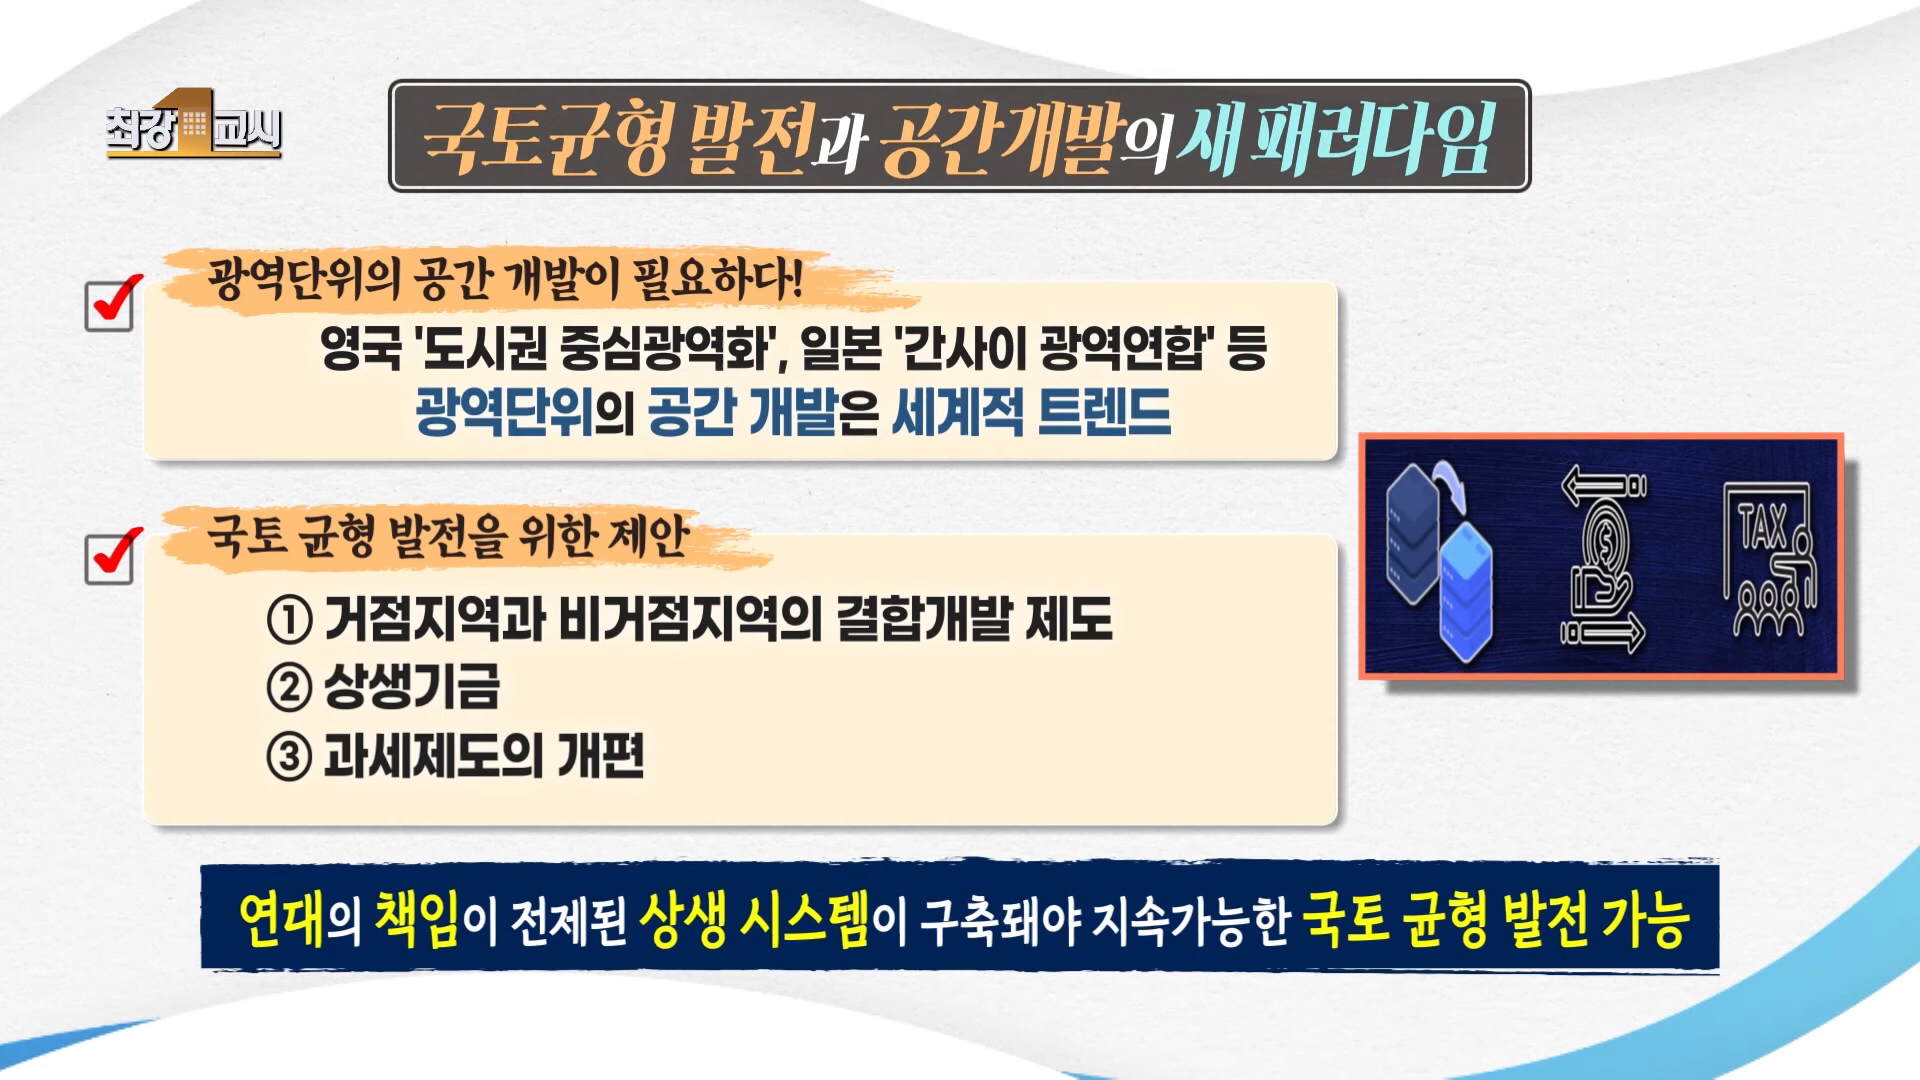 최강1교시
국토균형 발전과 공간개발의 새 패러다임
광역단위의 공간 개발이 필요하다!
영국 '도시권 중심광역화', 일본 '간사이 광역연합' 등
광역단위의 공간 개발은 세계적 트렌드
국토 균형 발전을 위한 제안
① 거점지역과 비거점지역의 결합개발 제도
② 상생기금
③ 과세제도의 개편
TAX
연대의 책임이 전제된 상생 시스템이 구축돼야 지속가능한 국토 균형 발전 가능